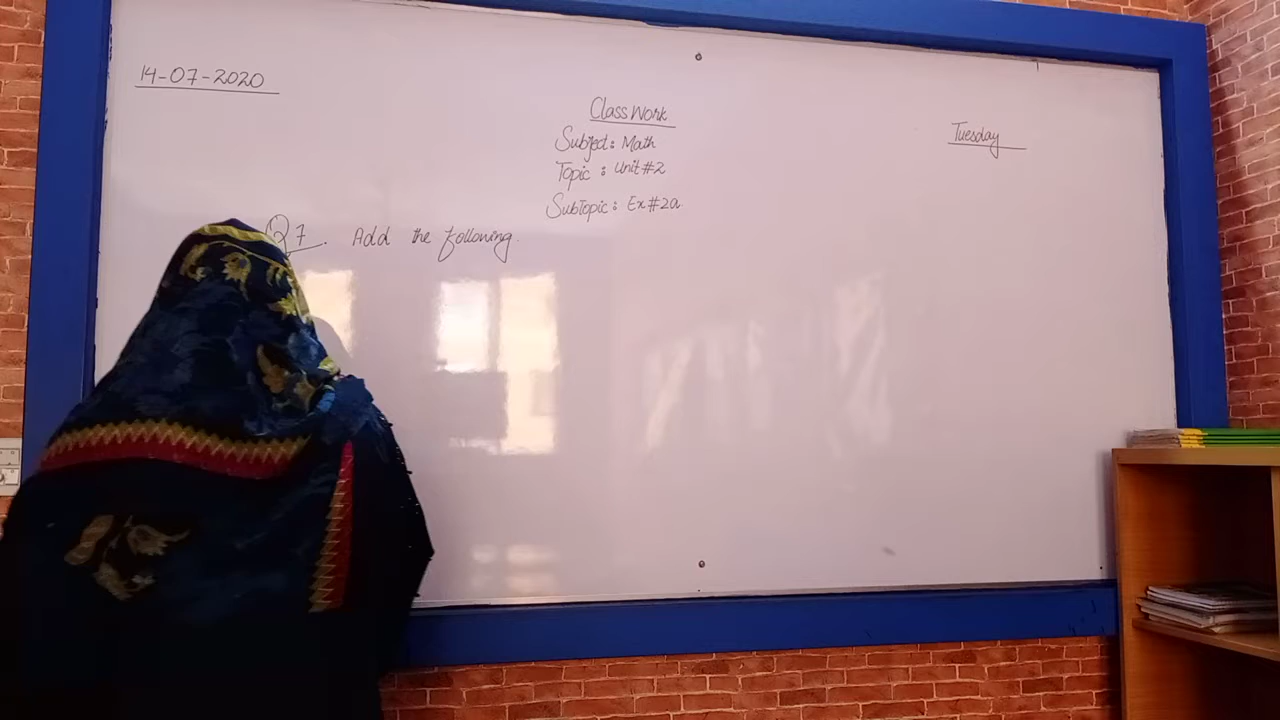 14-07-2020
Class Work
Tuesday
Subject: Math
Topic: Unit #2
SubTopic: Ex #2a.
Q7. Add the following.